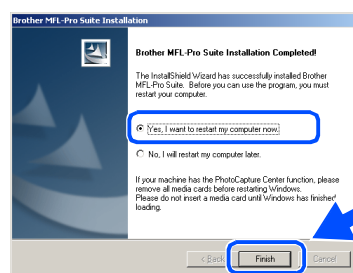 Brother MFL-Pro Suite Installation
Brother MFL-Pro Suite Installation Completed!
The InstallShield Wizard has successfully installed Brother
MFL-Pro Suite. Before you can use the program, you must
restart your computer.
Yes, I want to restart my computer now.
No, I will restart my computer later.
If your machine has the PhotoCapture Center function, please
remove all media cards before restarting Windows.
Please do not insert a media card until Windows has finished
loading.
< Back
Finish
Cancel